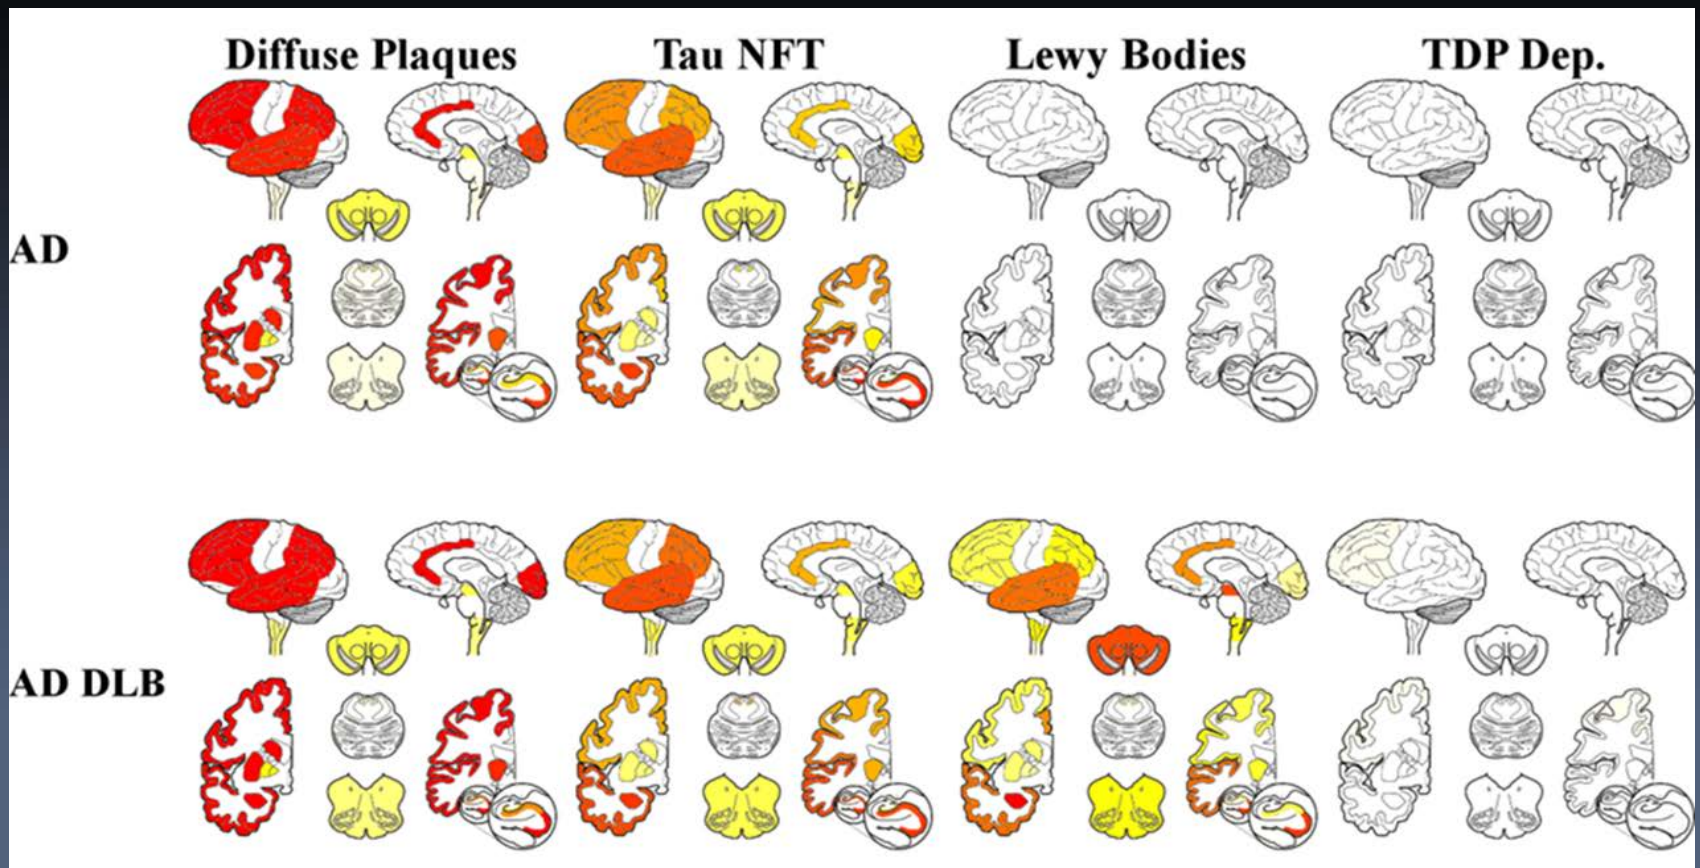 Diffuse Plaques
Tau NFT
Lewy Bodies
TDP Dep.
AD
AD DLB